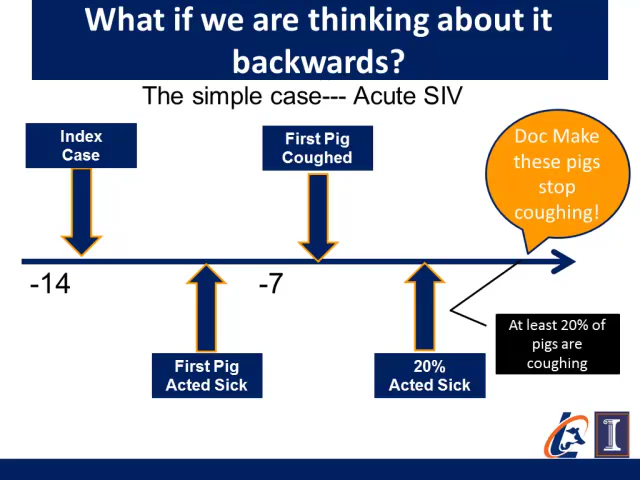 What if we are thinking about it
backwards?
The simple case--- Acute SIV
Index
Case
First Pig
Coughed
Doc Make
these pigs
stop
coughing!
-14
-7
First Pig
Acted Sick
20%
Acted Sick
At least 20% of
pigs are
coughing
I